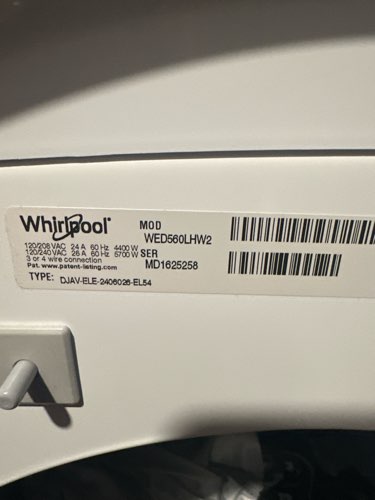 Whirlpool
MOD
WED560LHW2
120/208 VAC 24 A 60 Hz 4400 W
120/240 VAC 26 A 60 Hz 5700 W
SER
MD1625258
3 or 4 wire connection
Pat. www.patent-listing.com
TYPE: DJAV-ELE-2406026-EL54